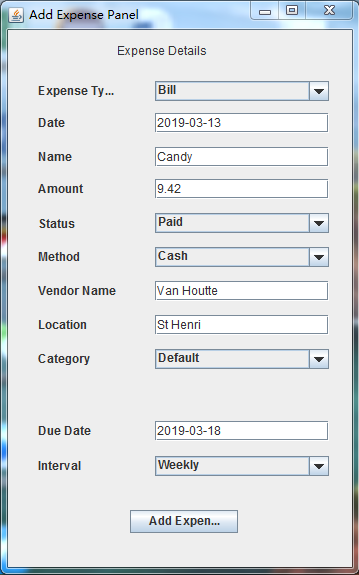 Add Expense Panel
Expense Details
Expense Ty... Bill
Date 2019-03-13
Name Candy
Amount 9.42
Status Paid
Method Cash
Vendor Name Van Houtte
Location St Henri
Category Default
Due Date 2019-03-18
Interval Weekly
Add Expen...